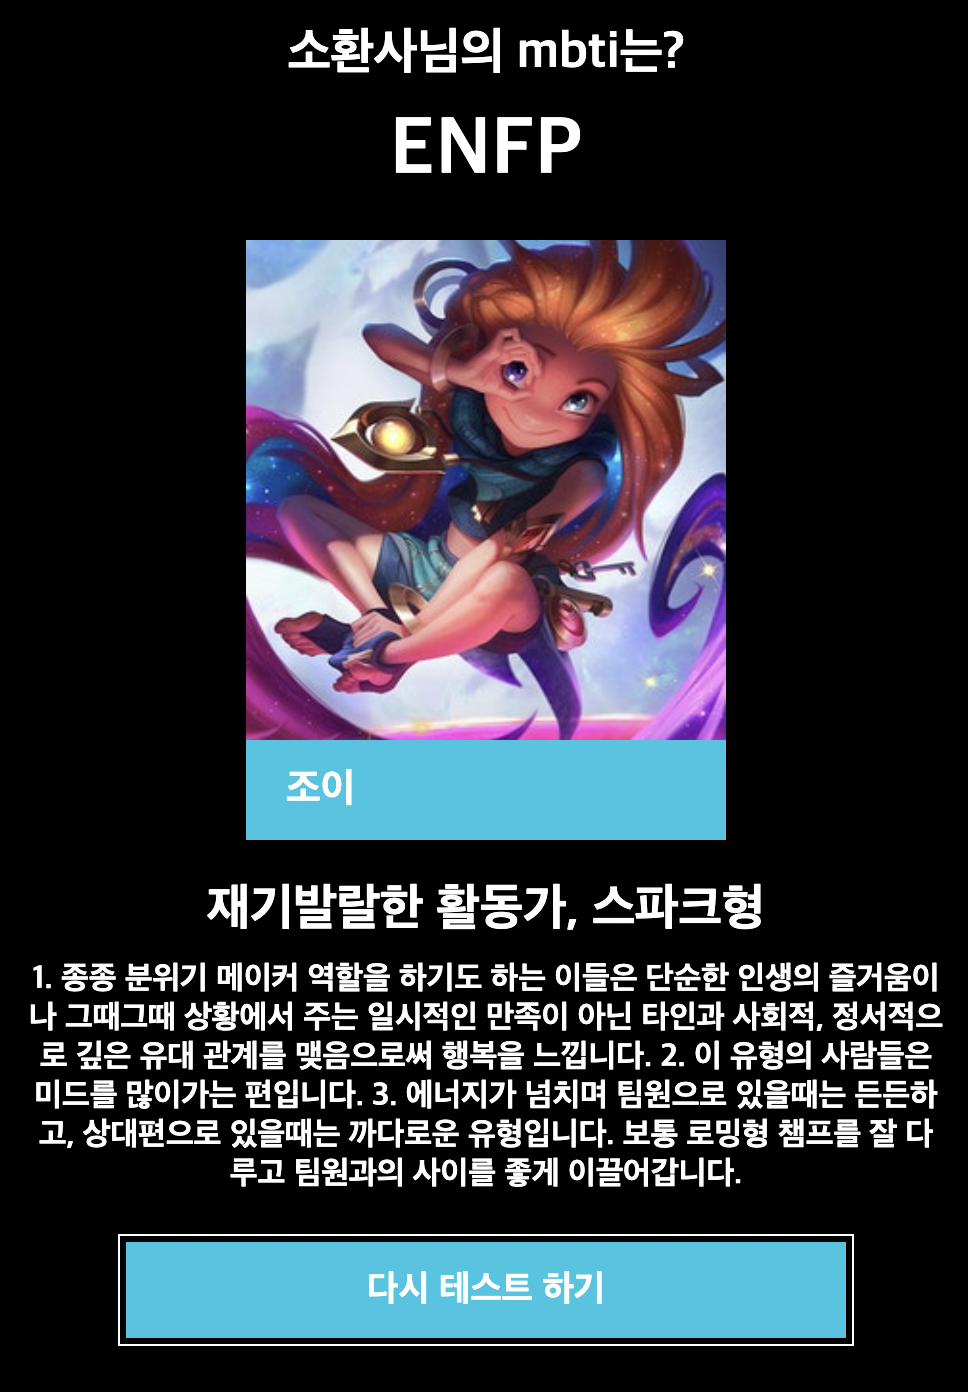 소환사님의 mbti는?
ENFP
조이
재기발랄한 활동가, 스파크형
1. 종종 분위기 메이커 역할을 하기도 하는 이들은 단순한 인생의 즐거움이
나 그때그때 상황에서 주는 일시적인 만족이 아닌 타인과 사회적, 정서적으
로 깊은 유대 관계를 맺음으로써 행복을 느낍니다. 2. 이 유형의 사람들은
미드를 많이가는 편입니다. 3. 에너지가 넘치며 팀원으로 있을때는 든든하
고, 상대편으로 있을때는 까다로운 유형입니다. 보통 로밍형 챔프를 잘 다
루고 팀원과의 사이를 좋게 이끌어갑니다.
다시 테스트 하기